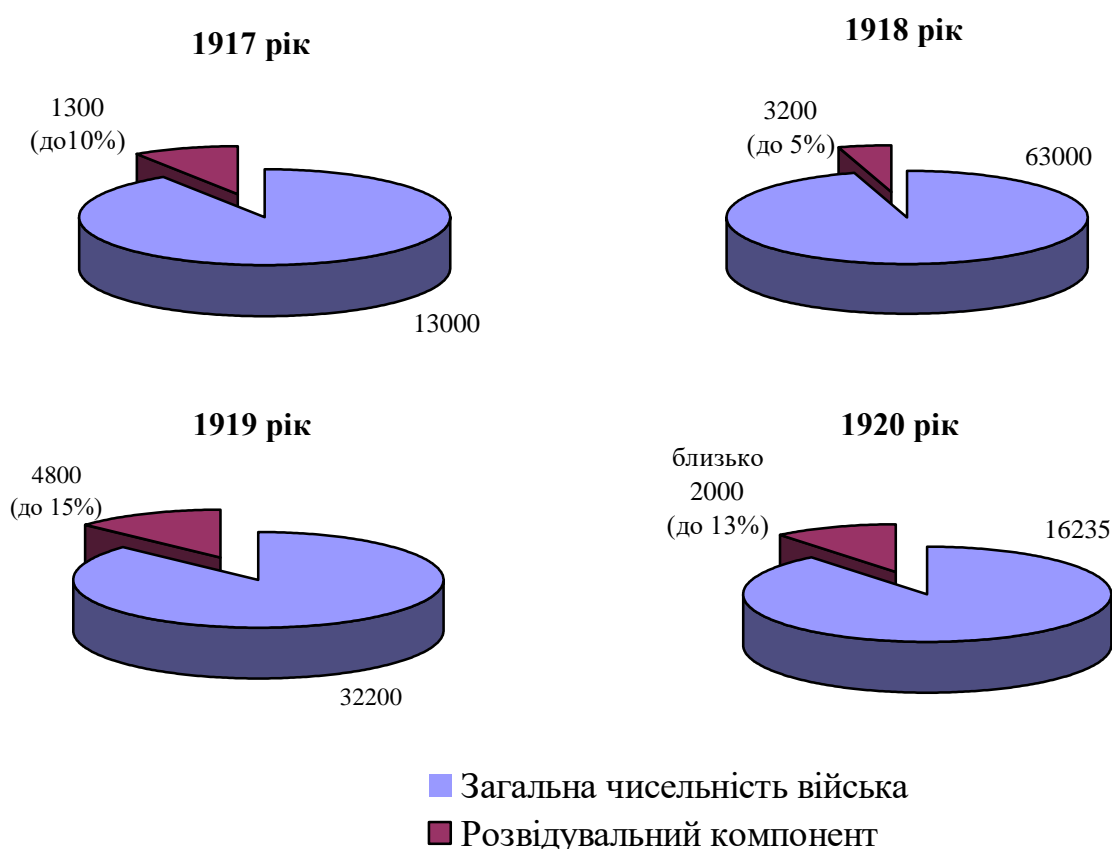 1917 рік
1300
(до10%)
13000
1918 рік
3200
(до 5%)
63000
1919 рік
4800
(до 15%)
32200
1920 рік
близько
2000
(до 13%)
16235
Загальна чисельність війська
Розвідувальний компонент